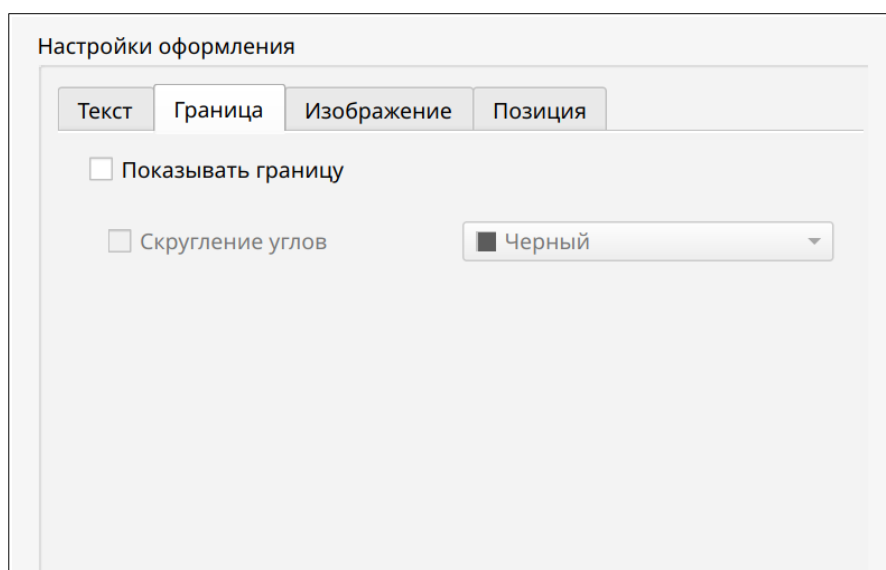 Настройки оформления
Текст Граница Изображение Позиция
Показывать границу
Скругление углов Черный